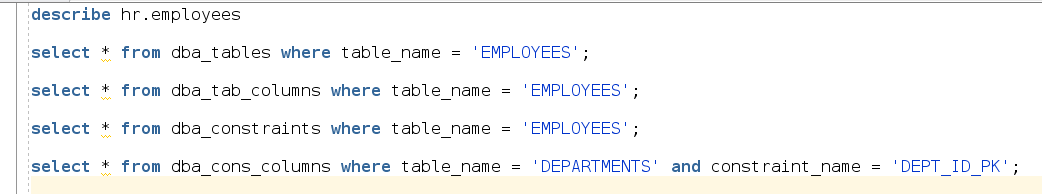 describe hr.employees
select * from dba_tables where table_name = 'EMPLOYEES';
select * from dba_tab_columns where table_name = 'EMPLOYEES';
select * from dba_constraints where table_name = 'EMPLOYEES';
select * from dba_cons_columns where table_name = 'DEPARTMENTS' and constraint_name = 'DEPT_ID_PK';